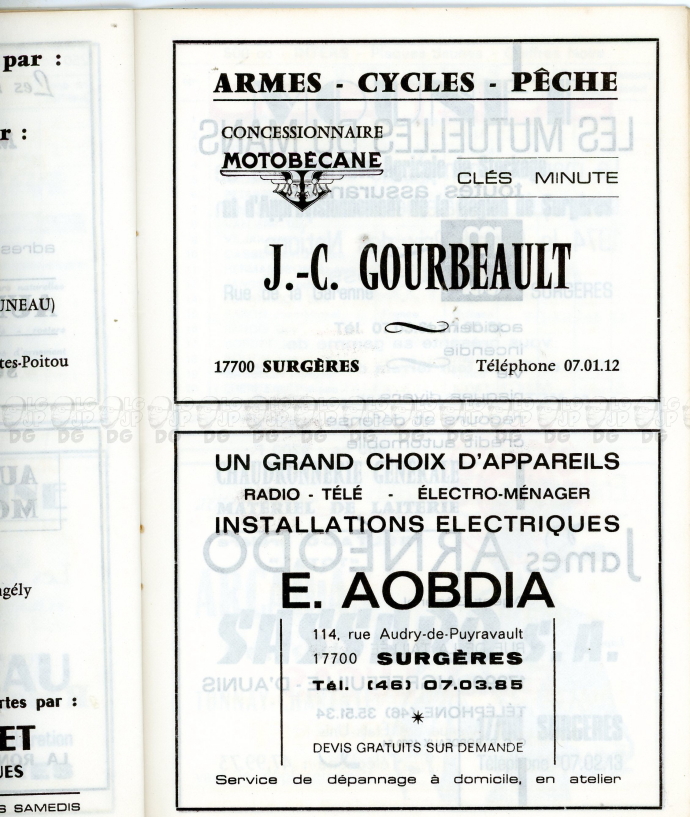 par :
r :
UNEAU)
tes-Poitou
gély
rtes par :
ET
UES
S SAMEDIS
ARMES - CYCLES - PÊCHE
CONCESSIONNAIRE
MOTOBÉCANE
CLÉS MINUTE
J.-C. GOURBEAULT
17700 SURGÈRES Téléphone 07.01.12
UN GRAND CHOIX D'APPAREILS
RADIO - TÉLÉ - ÉLECTRO-MÉNAGER
INSTALLATIONS ELECTRIQUES
E. AOBDIA
114, rue Audry-de-Puyravault
17700 SURGÈRES
Tél. (46) 07.03.85
DEVIS GRATUITS SUR DEMANDE
Service de dépannage à domicile, en atelier